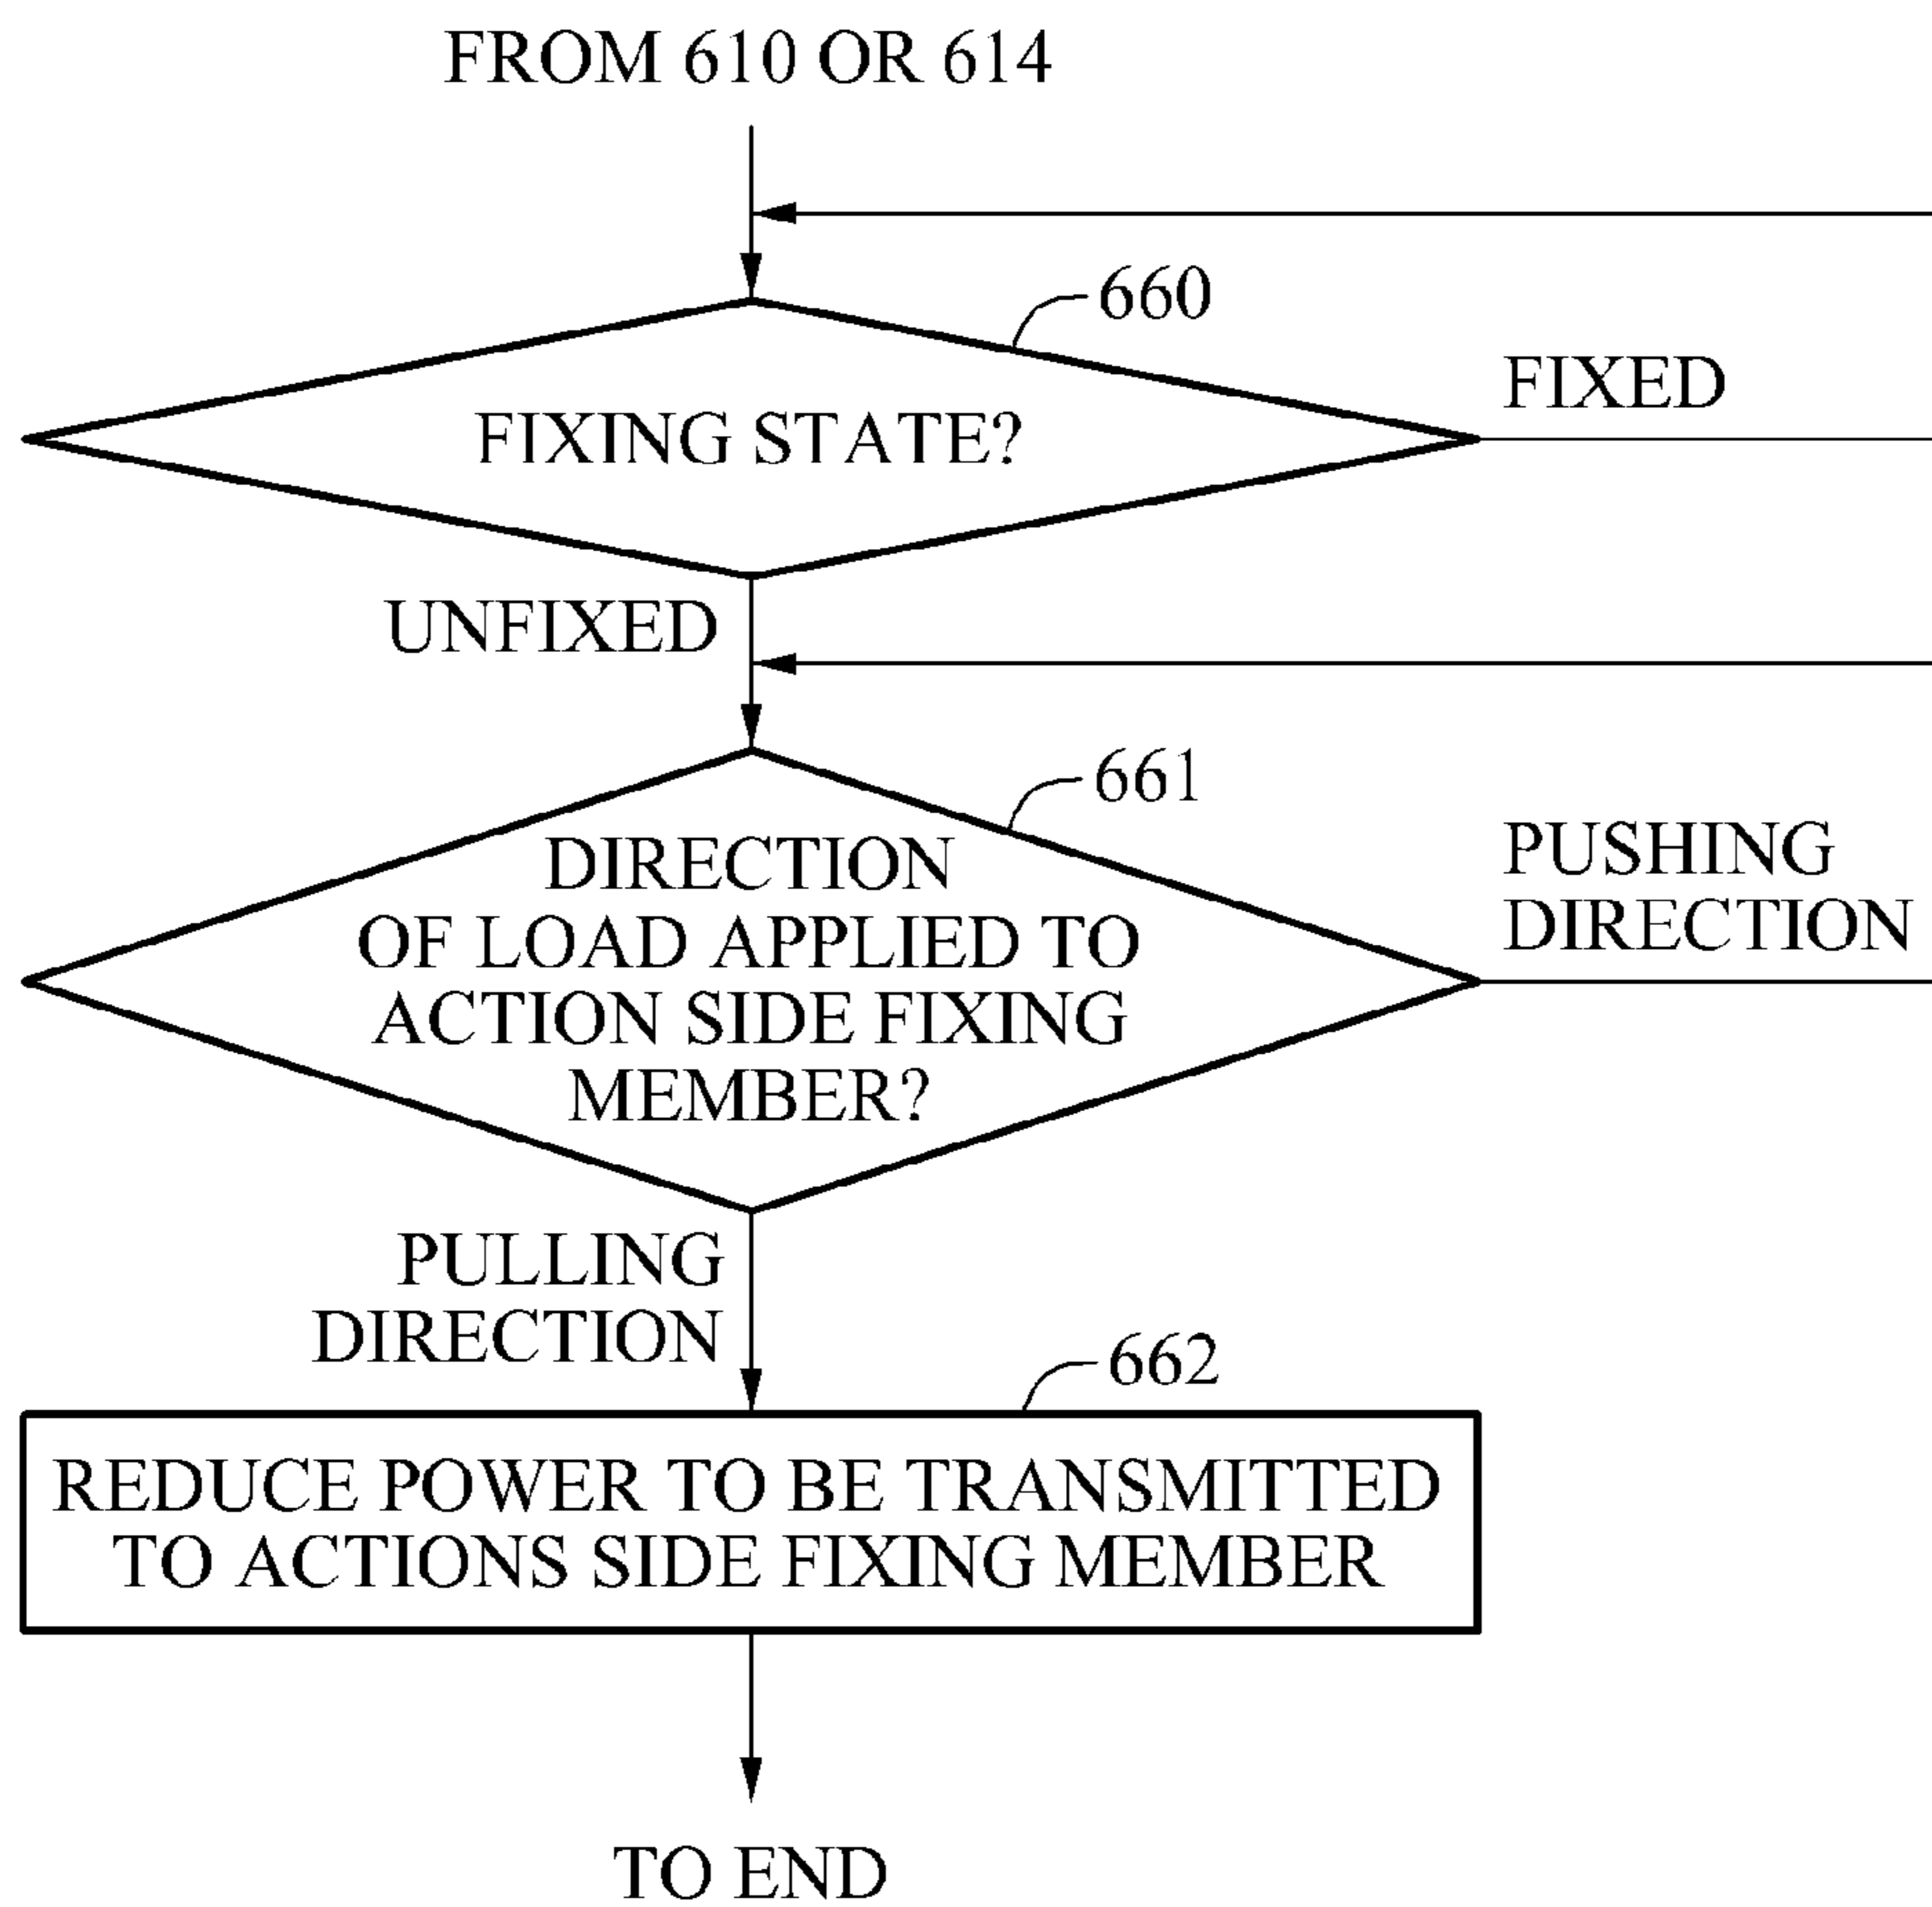 FROM 610 OR 614
660
FIXING STATE?
FIXED
UNFIXED
661
DIRECTION
OF LOAD APPLIED TO
ACTION SIDE FIXING
MEMBER?
PUSHING
DIRECTION
PULLING
DIRECTION
662
REDUCE POWER TO BE TRANSMITTED
TO ACTIONS SIDE FIXING MEMBER
TO END